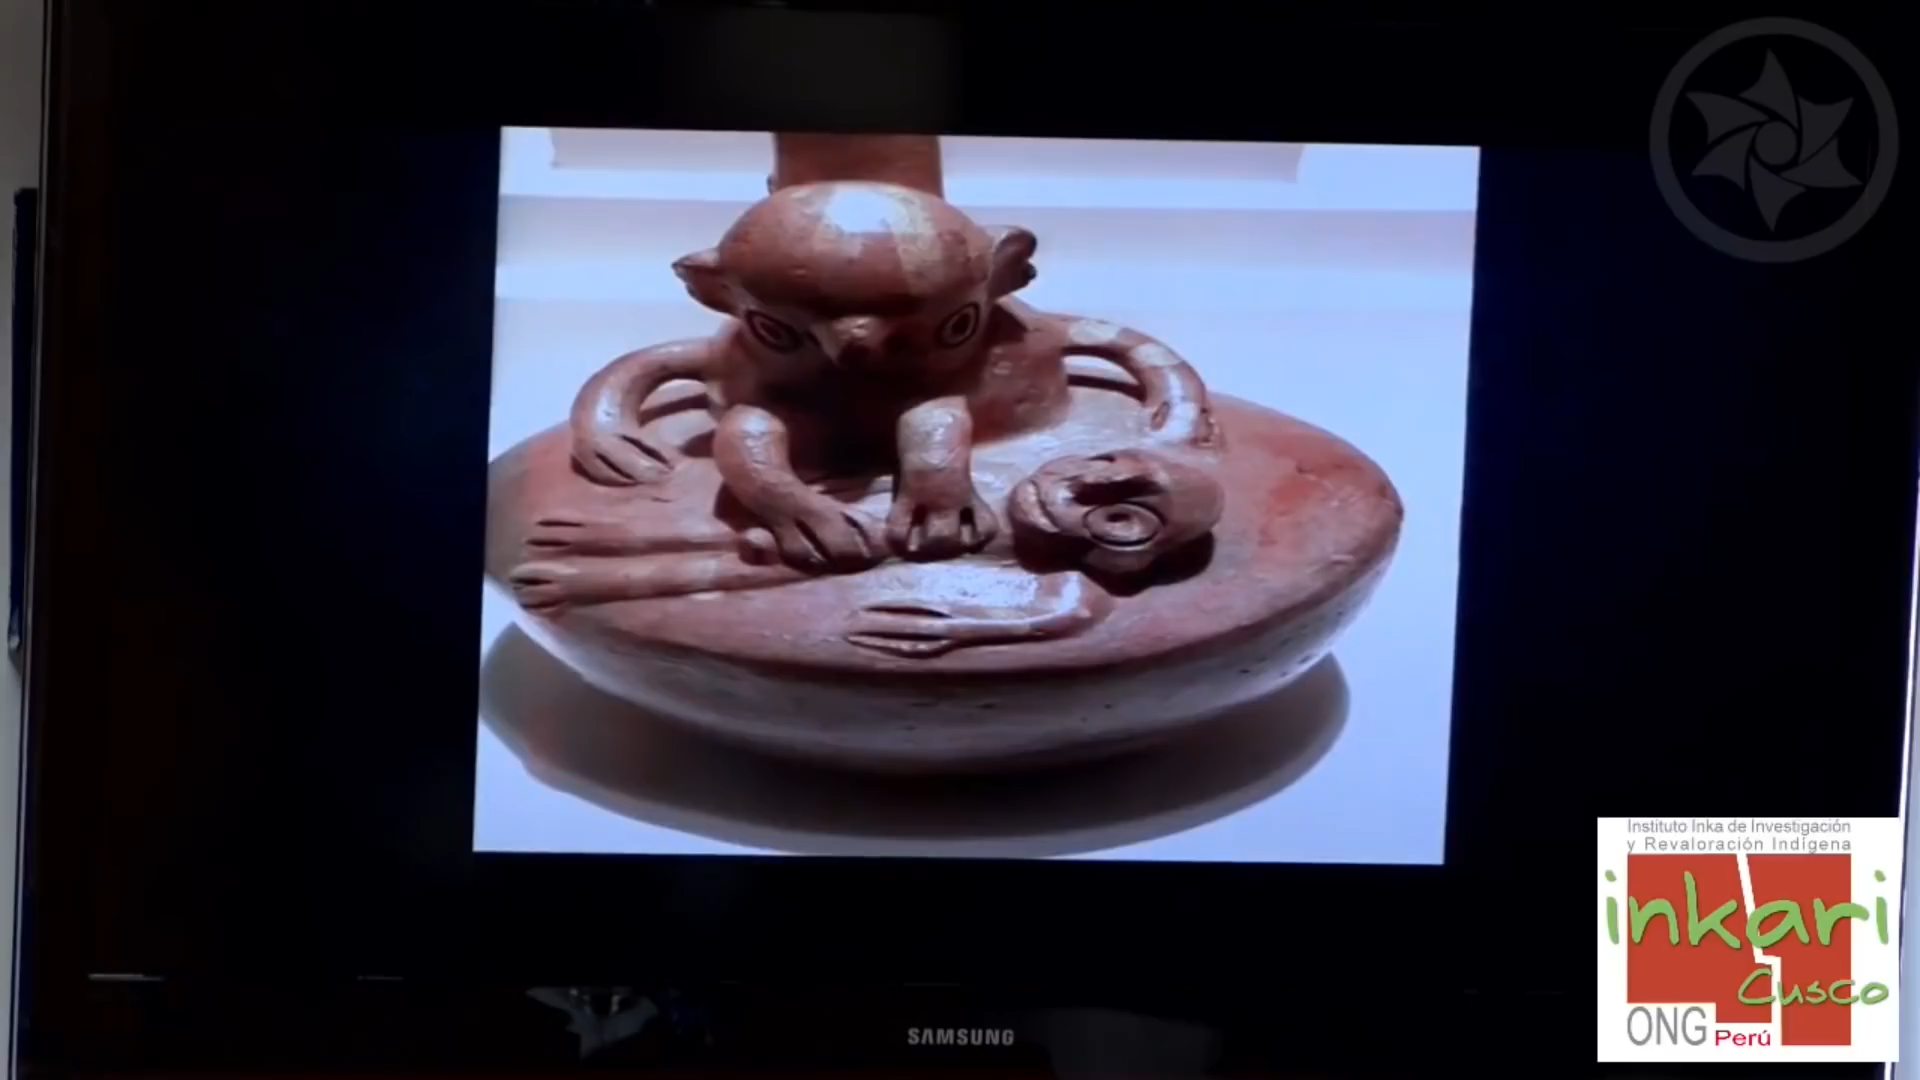 SAMSUNG
Instituto Inka de Investigación
y Revaloración Indígena
inkari
Cusco
ONG Perú